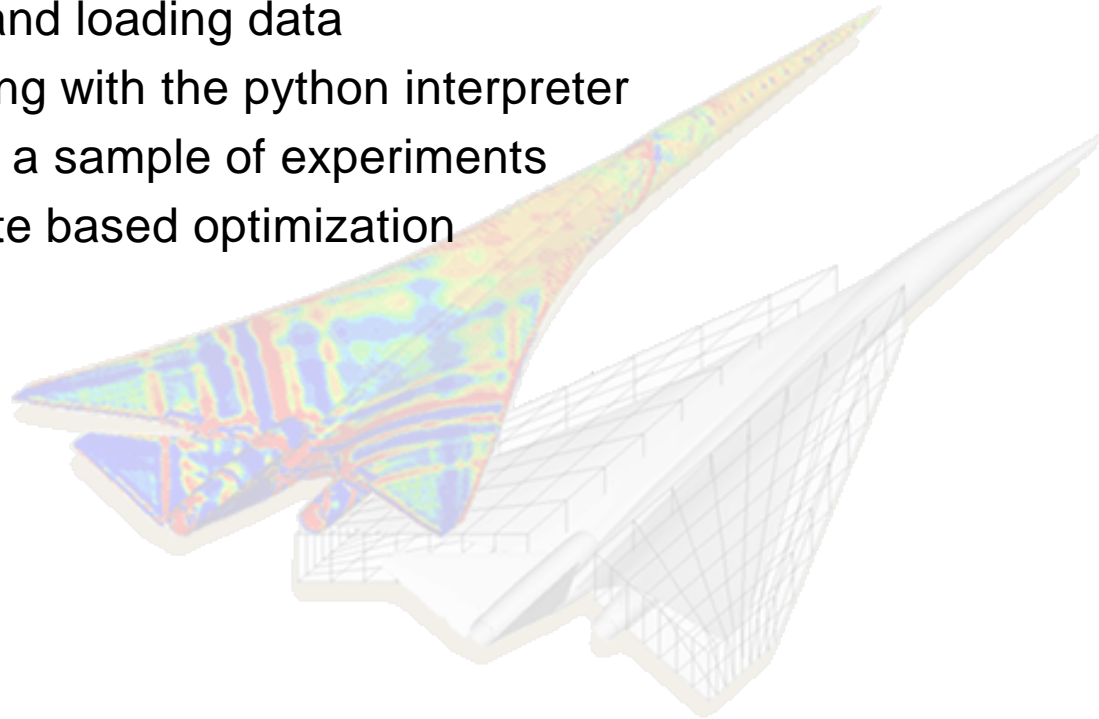 and loading data
ng with the python interpreter
a sample of experiments
te based optimization